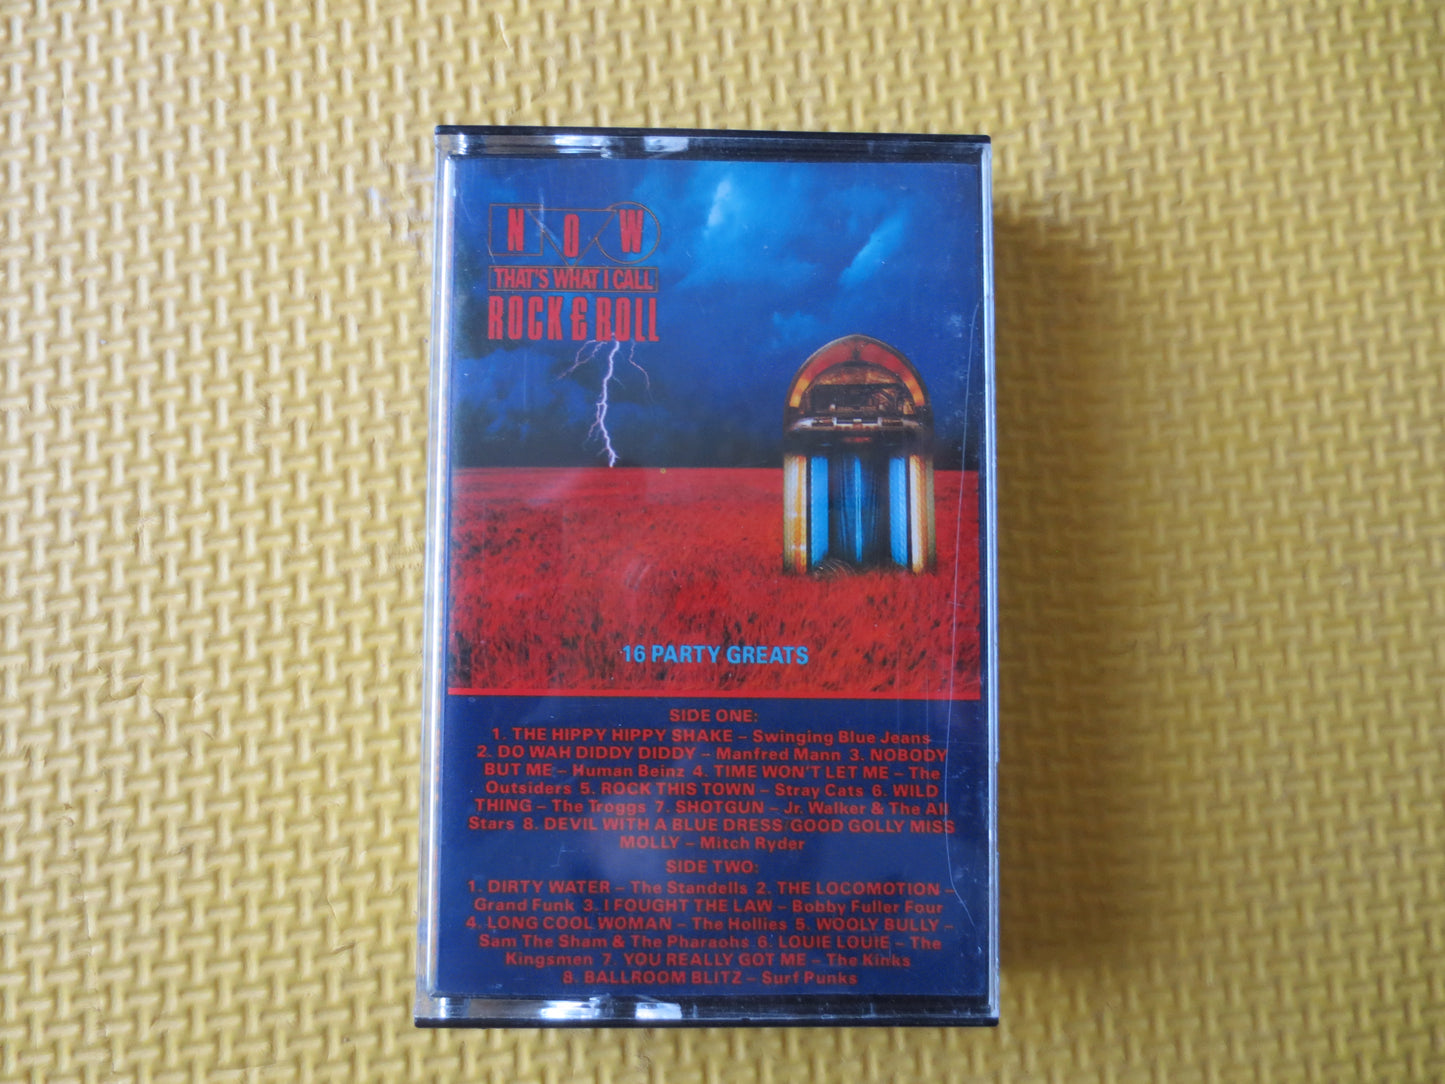 NOW
THAT'S WHAT I CALL
ROCK & ROLL
16 PARTY GREATS
SIDE ONE:
1. THE HIPPY HIPPY SHAKE – Swinging Blue Jeans
2. DO WAH DIDDY DIDDY – Manfred Mann 3. NOBODY
BUT ME – Human Beinz 4. TIME WON'T LET ME – The
Outsiders 5. ROCK THIS TOWN – Stray Cats 6. WILD
THING – The Troggs 7. SHOTGUN – Jr. Walker & The All
Stars 8. DEVIL WITH A BLUE DRESS/GOOD GOLLY MISS
MOLLY – Mitch Ryder
SIDE TWO:
1. DIRTY WATER – The Standells 2. THE LOCOMOTION –
Grand Funk 3. I FOUGHT THE LAW – Bobby Fuller Four
4. LONG COOL WOMAN – The Hollies 5. WOOLY BULLY –
Sam The Sham & The Pharaohs 6. LOUIE LOUIE – The
Kingsmen 7. YOU REALLY GOT ME – The Kinks
8. BALLROOM BLITZ – Surf Punks